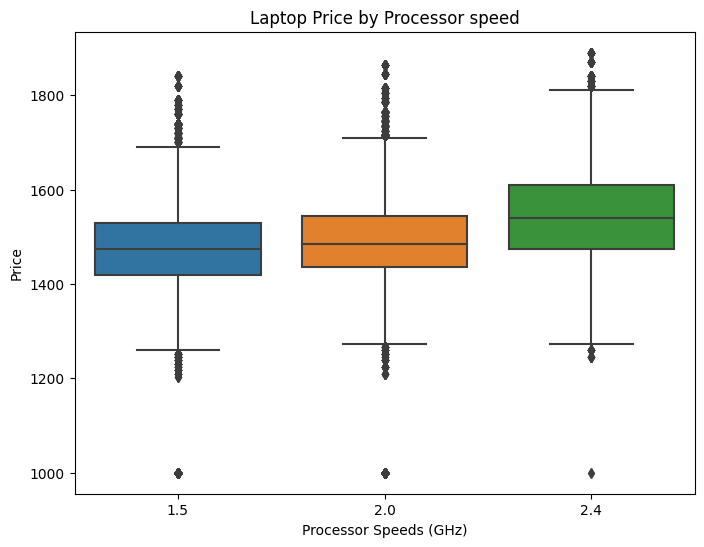 Laptop Price by Processor speed
Price
1800
1600
1400
1200
1000
1.5 2.0 2.4
Processor Speeds (GHz)